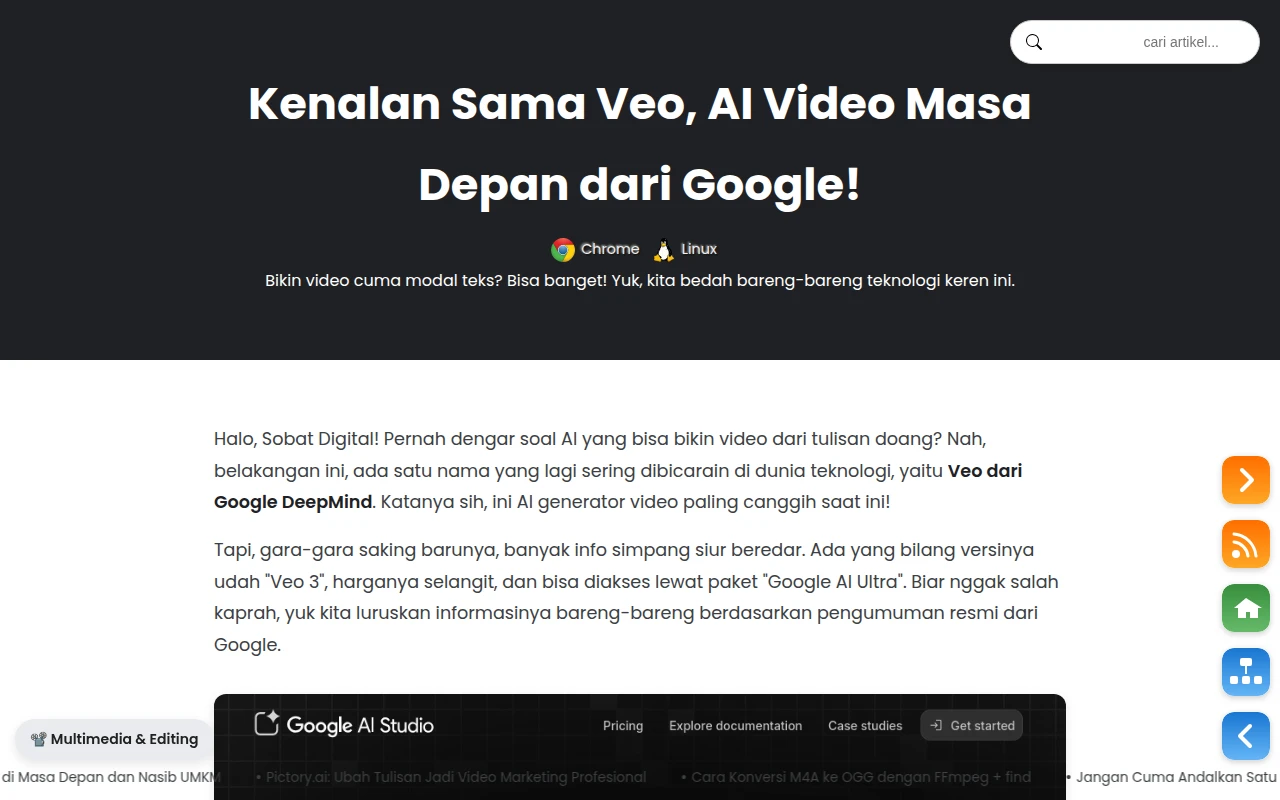 cari artikel...
Kenalan Sama Veo, AI Video Masa
Depan dari Google!
Chrome Linux
Bikin video cuma modal teks? Bisa banget! Yuk, kita bedah bareng-bareng teknologi keren ini.
Halo, Sobat Digital! Pernah dengar soal AI yang bisa bikin video dari tulisan doang? Nah,
belakangan ini, ada satu nama yang lagi sering dibicarain di dunia teknologi, yaitu Veo dari
Google DeepMind. Katanya sih, ini AI generator video paling canggih saat ini!
Tapi, gara-gara saking barunya, banyak info simpang siur beredar. Ada yang bilang versinya
udah "Veo 3", harganya selangit, dan bisa diakses lewat paket "Google AI Ultra". Biar nggak salah
kaprah, yuk kita luruskan informasinya bareng-bareng berdasarkan pengumuman resmi dari
Google.
Google AI Studio Pricing Explore documentation Case studies Get started
Multimedia & Editing
di Masa Depan dan Nasib UMKM • Pictory.ai: Ubah Tulisan Jadi Video Marketing Profesional • Cara Konversi M4A ke OGG dengan FFmpeg + find • Jangan Cuma Andalkan Satu